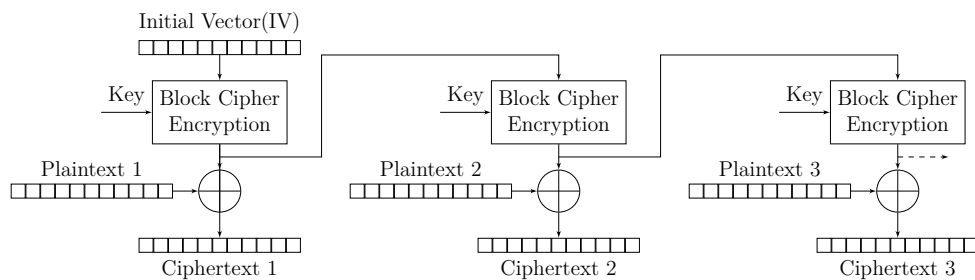 Initial Vector(IV)
Key
Block Cipher
Encryption
Key
Block Cipher
Encryption
Key
Block Cipher
Encryption
Plaintext 1
Plaintext 2
Plaintext 3
Ciphertext 1
Ciphertext 2
Ciphertext 3